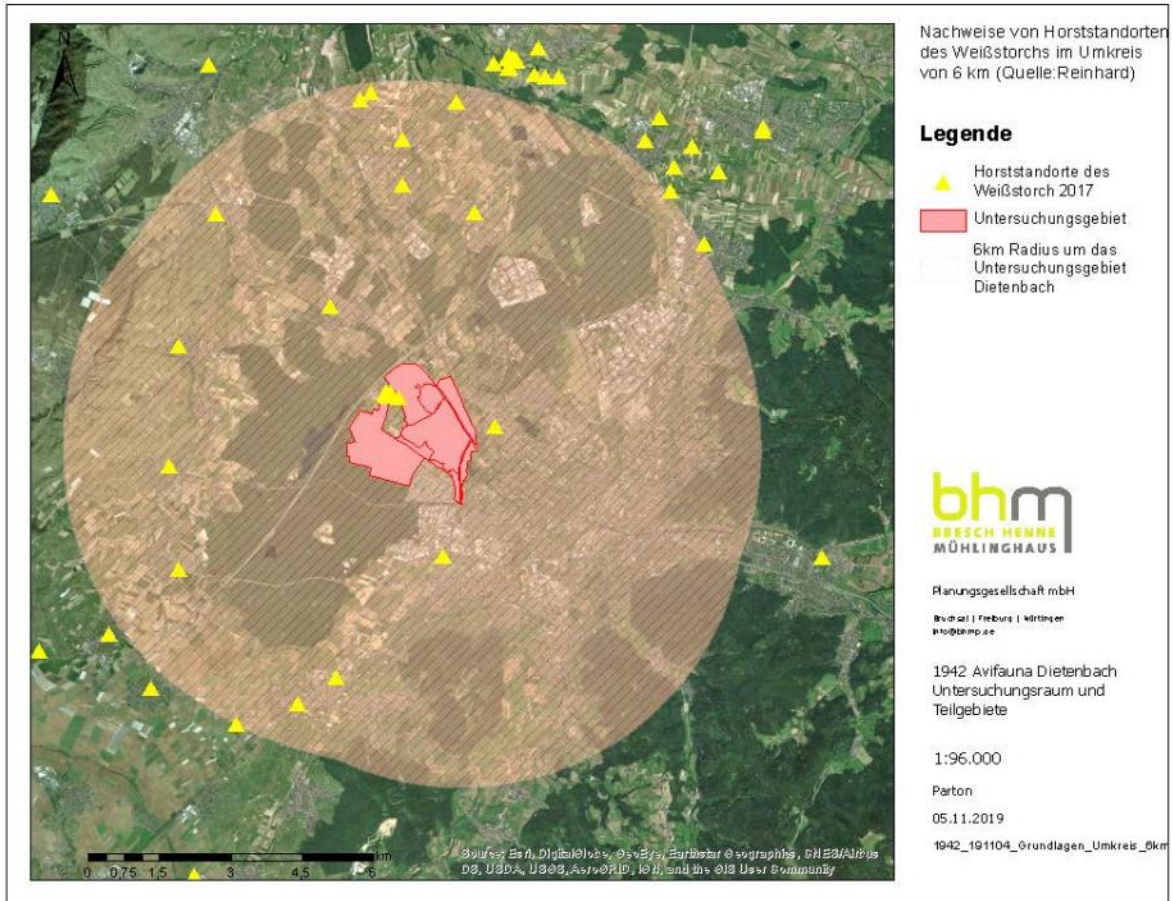 N
Nachweise von Horststandorten
des Weißstorchs im Umkreis
von 6 km (Quelle:Reinhard)
Legende
Horststandorte des
Weißstorch 2017
Untersuchungsgebiet
6km Radius um das
Untersuchungsgebiet
Dietenbach
bhm
BRESCH HENNE
MÜHLINGHAUS
Planungsgesellschaft mbH
Bruchsal | Freiburg | Nürtingen
info@bhmp.de
1942 Avifauna Dietenbach
Untersuchungsraum und
Teilgebiete
1:96.000
Parton
05.11.2019
1942_191104_Grundlagen_Umkreis_6km
km
0 0,75 1,5 3 4,5 6
Source: Esri, DigitalGlobe, GeoEye, Earthstar Geographics, CNES/Airbus
DS, USDA, USGS, AeroGRID, IGN, and the GIS User Community